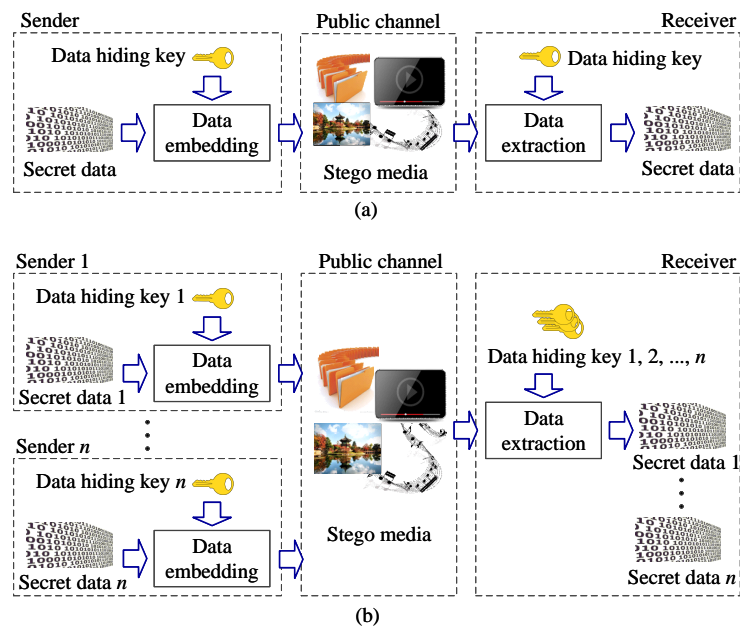 Sender
Public channel
Receiver
Data hiding key
Data hiding key
Data
embedding
Data
extraction
Secret data
Stego media
Secret data
(a)
Sender 1
Public channel
Receiver
Data hiding key 1
Data hiding key 1, 2, ..., n
Data
embedding
Secret data 1
Data
extraction
Sender n
Secret data 1
Data hiding key n
Stego media
Data
embedding
Secret data n
Secret data n
(b)